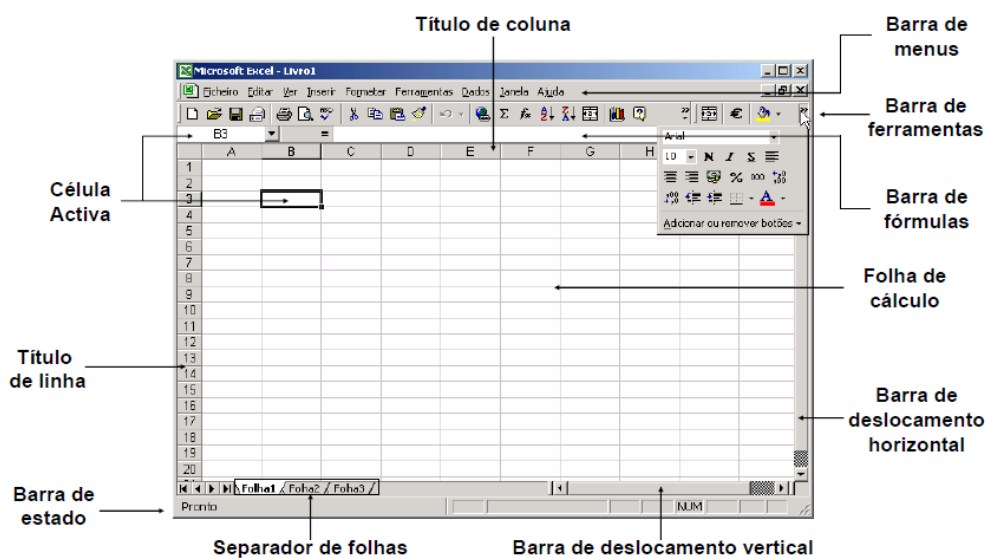 Título de coluna
Barra de
menus
Microsoft Excel - Livro1
Ficheiro Editar Ver Inserir Formatar Ferramentas Dados Janela Ajuda
Barra de
ferramentas
B3 =
Arial
A B C D E F G H
10 N I S
% 000
Adicionar ou remover botões
Célula
Activa
Barra de
fórmulas
1
2
3
4
5
6
7
8
9
10
11
12
13
14
15
16
17
18
19
20
Folha de
cálculo
Título
de linha
Barra de
deslocamento
horizontal
Folha1 Folha2 Folha3
Pronto NUM
Barra de
estado
Separador de folhas
Barra de deslocamento vertical